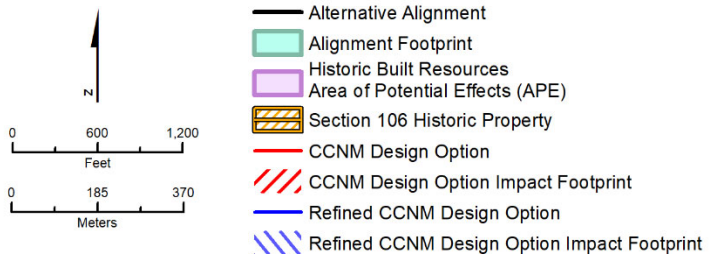 N
0 600 1,200
Feet
0 185 370
Meters
Alternative Alignment
Alignment Footprint
Historic Built Resources
Area of Potential Effects (APE)
Section 106 Historic Property
CCNM Design Option
CCNM Design Option Impact Footprint
Refined CCNM Design Option
Refined CCNM Design Option Impact Footprint